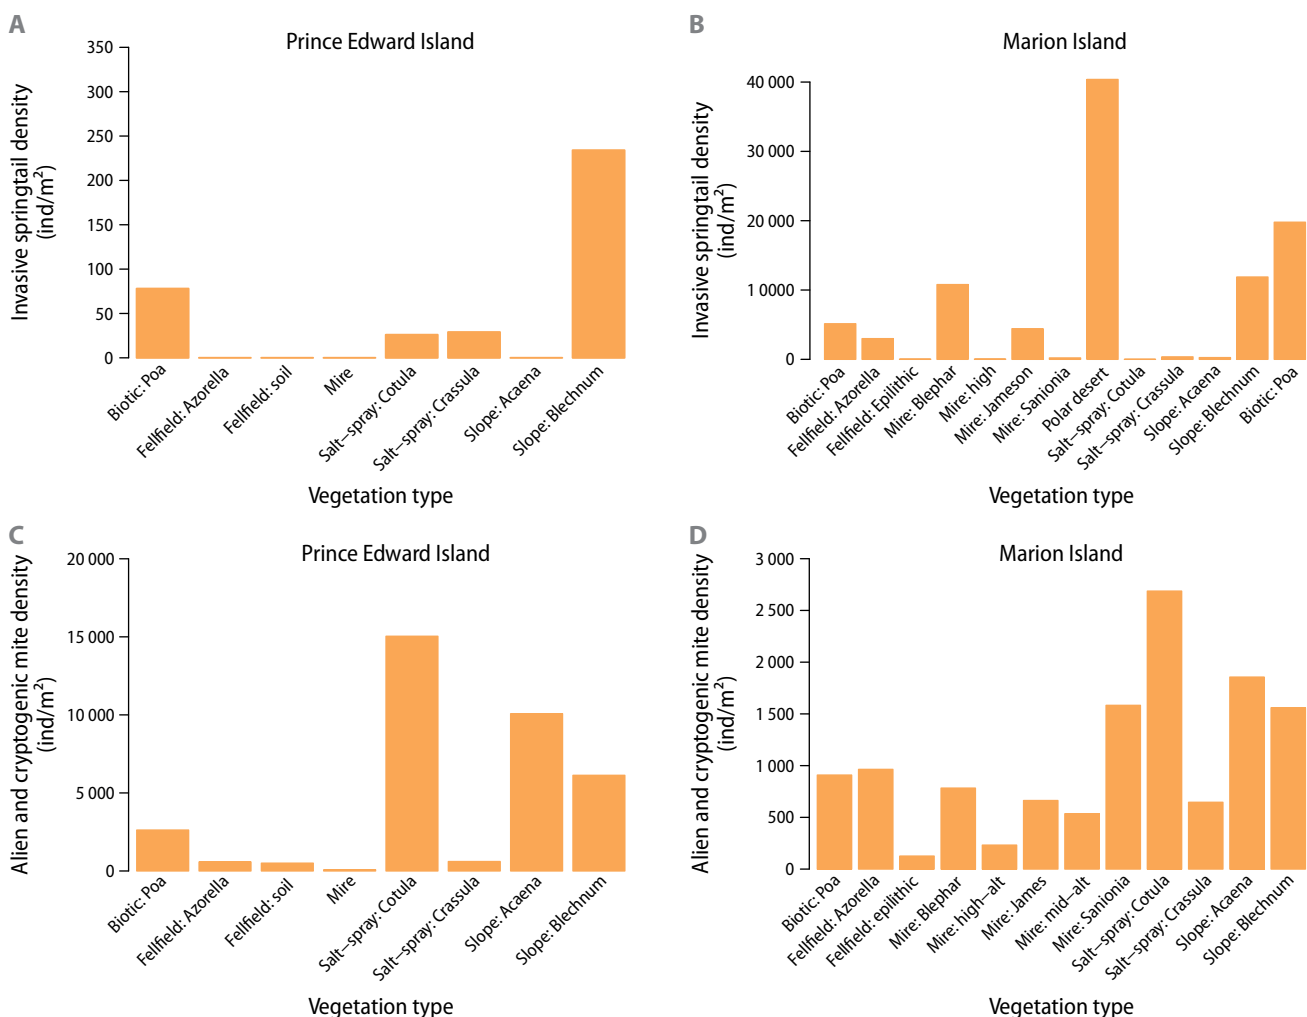 A
Prince Edward Island
Invasive springtail density
(ind/m²)
350
300
250
200
150
100
50
0
Biotic: Poa
Fellfield: Azorella
Fellfield: soil
Mire
Salt–spray: Cotula
Salt–spray: Crassula
Slope: Acaena
Slope: Blechnum
Vegetation type
B
Marion Island
Invasive springtail density
(ind/m²)
40 000
30 000
20 000
1 0000
0
Biotic: Poa
Fellfield: Azorella
Fellfield: Epilithic
Mire: Blephar
Mire: high
Mire: Jameson
Mire: Sanionia
Polar desert
Salt–spray: Cotula
Salt–spray: Crassula
Slope: Acaena
Slope: Blechnum
Biotic: Poa
Vegetation type
C
Prince Edward Island
Alien and cryptogenic mite density
(ind/m²)
20 000
15 000
10 000
5 000
0
Biotic: Poa
Fellfield: Azorella
Fellfield: soil
Mire
Salt–spray: Cotula
Salt–spray: Crassula
Slope: Acaena
Slope: Blechnum
Vegetation type
D
Marion Island
Alien and cryptogenic mite density
(ind/m²)
3 000
2 500
2 000
1 500
1 000
500
0
Biotic: Poa
Fellfield: Azorella
Fellfield: epilithic
Mire: Blephar
Mire: high–alt
Mire: James
Mire: mid–alt
Mire: Sanionia
Salt–spray: Cotula
Salt–spray: Crassula
Slope: Acaena
Slope: Blechnum
Vegetation type